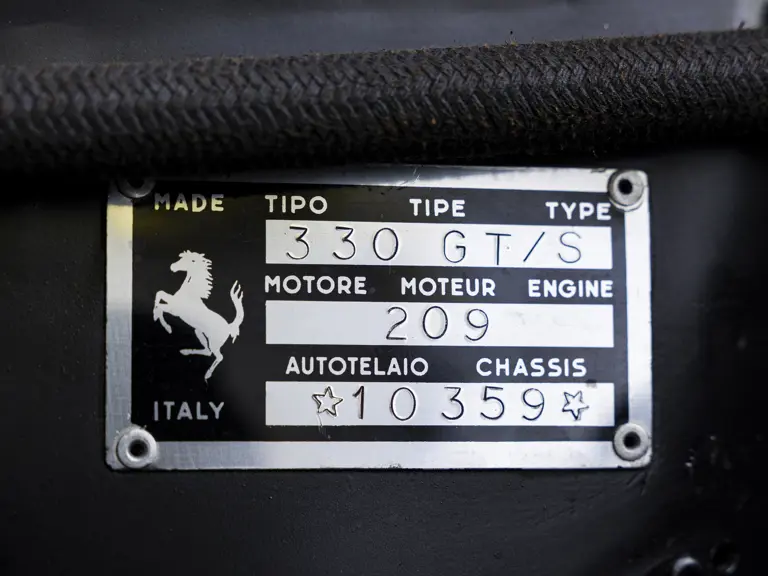 MADE TIPO TIPE TYPE
330 GT/S
MOTORE MOTEUR ENGINE
209
AUTOTELAIO CHASSIS
ITALY ☆10359☆